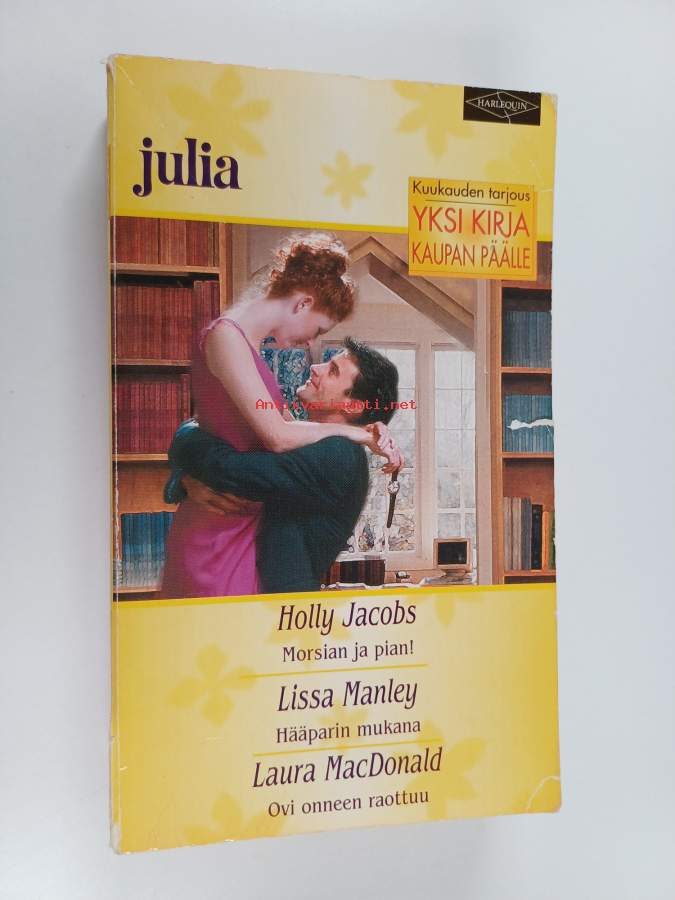 HARLEQUIN
julia
Kuukauden tarjous
YKSI KIRJA
KAUPAN PÄÄLLE
Antikvariaatti.net
Holly Jacobs
Morsian ja pian!
Lissa Manley
Hääparin mukana
Laura MacDonald
Ovi onneen raottuu